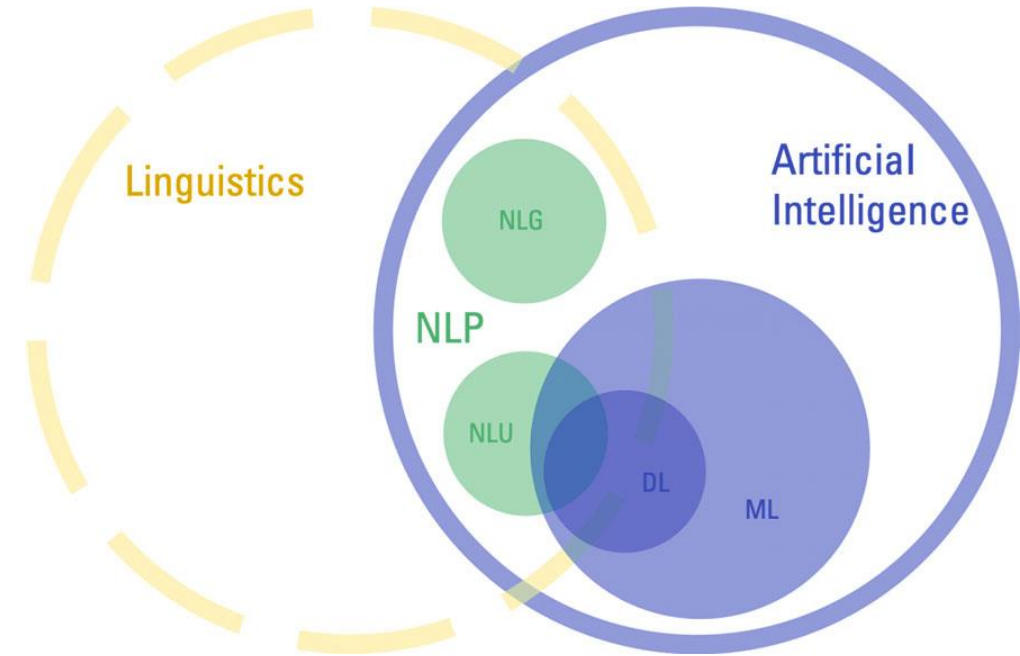 Linguistics
Artificial
Intelligence
NLG
NLP
NLU
DL
ML